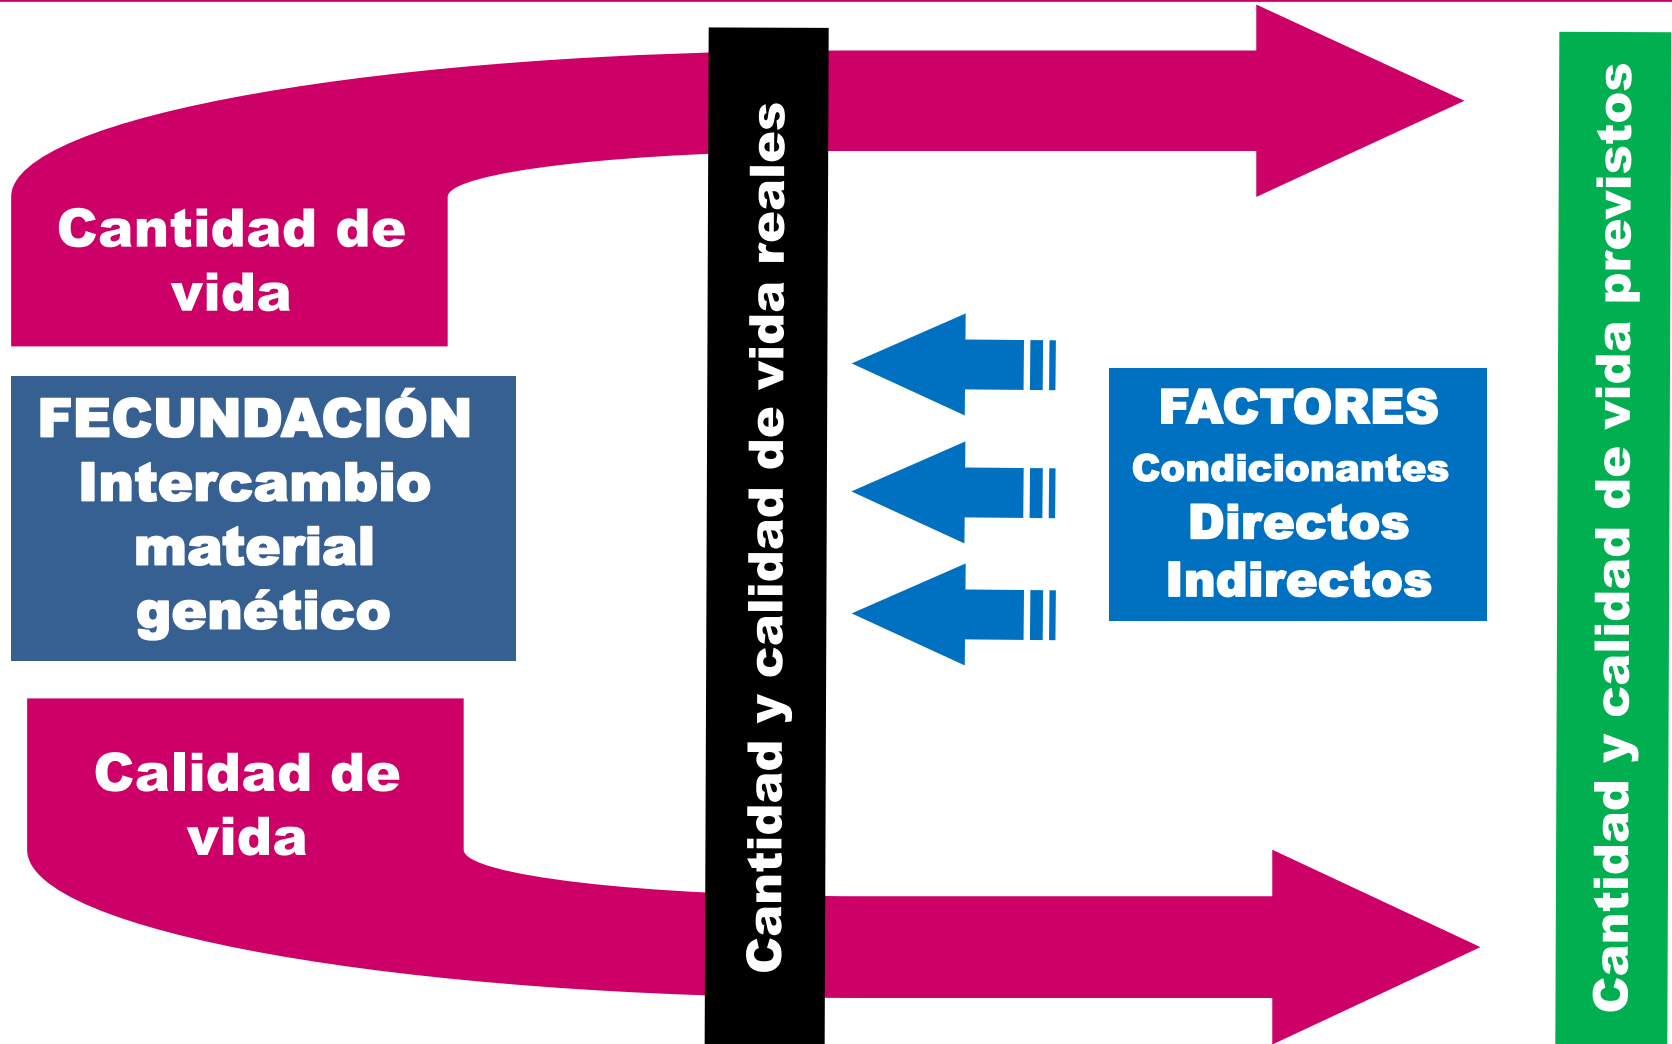 Cantidad de
vida
FECUNDACIÓN
Intercambio
material
genético
Calidad de
vida
Cantidad y calidad de vida reales
FACTORES
Condicionantes
Directos
Indirectos
Cantidad y calidad de vida previstos